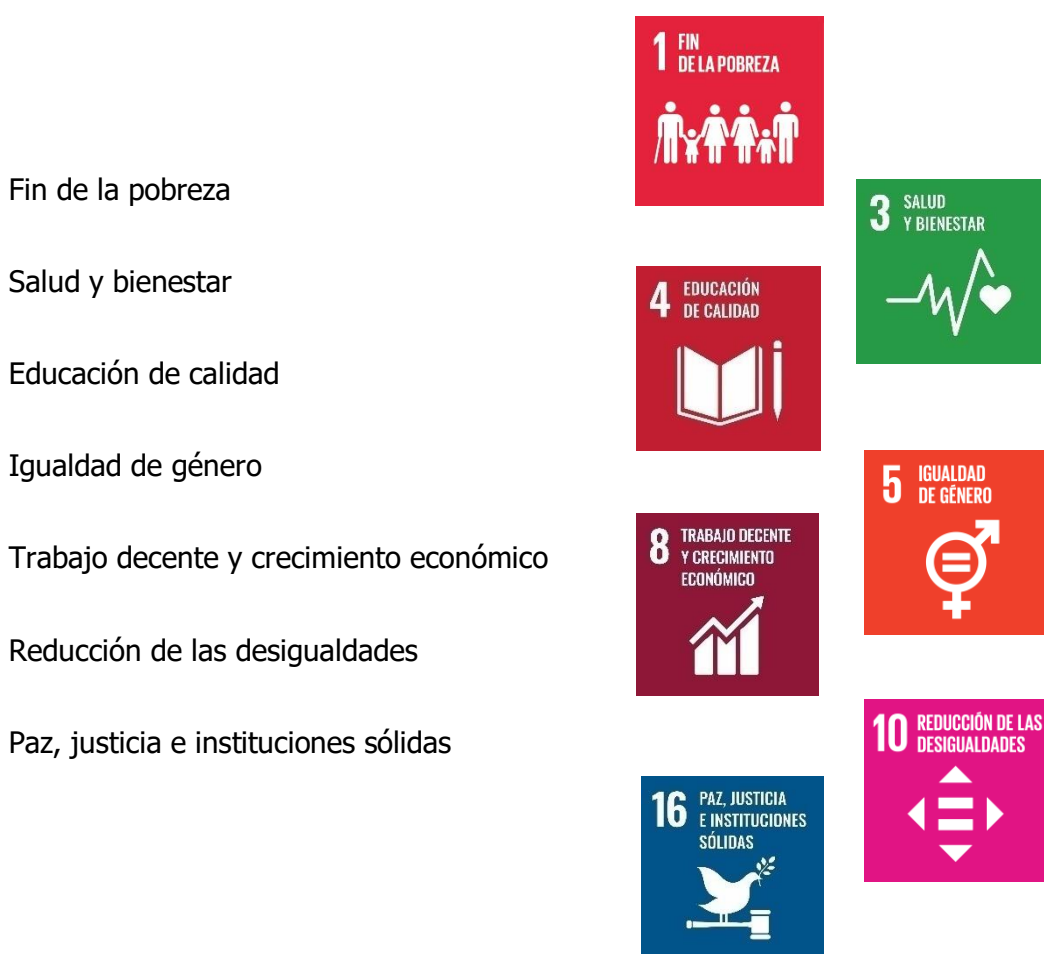 Fin de la pobreza
Salud y bienestar
Educación de calidad
Igualdad de género
Trabajo decente y crecimiento económico
Reducción de las desigualdades
Paz, justicia e instituciones sólidas
1 FIN
DE LA POBREZA
3 SALUD
Y BIENESTAR
4 EDUCACIÓN
DE CALIDAD
5 IGUALDAD
DE GÉNERO
8 TRABAJO DECENTE
Y CRECIMIENTO
ECONÓMICO
10 REDUCCIÓN DE LAS
DESIGUALDADES
16 PAZ, JUSTICIA
E INSTITUCIONES
SÓLIDAS